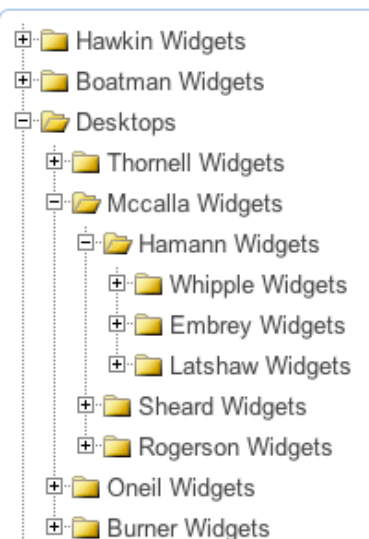 Hawkin Widgets
Boatman Widgets
Desktops
Thornell Widgets
Mccalla Widgets
Hamann Widgets
Whipple Widgets
Embrey Widgets
Latshaw Widgets
Sheard Widgets
Rogerson Widgets
Oneil Widgets
Burner Widgets